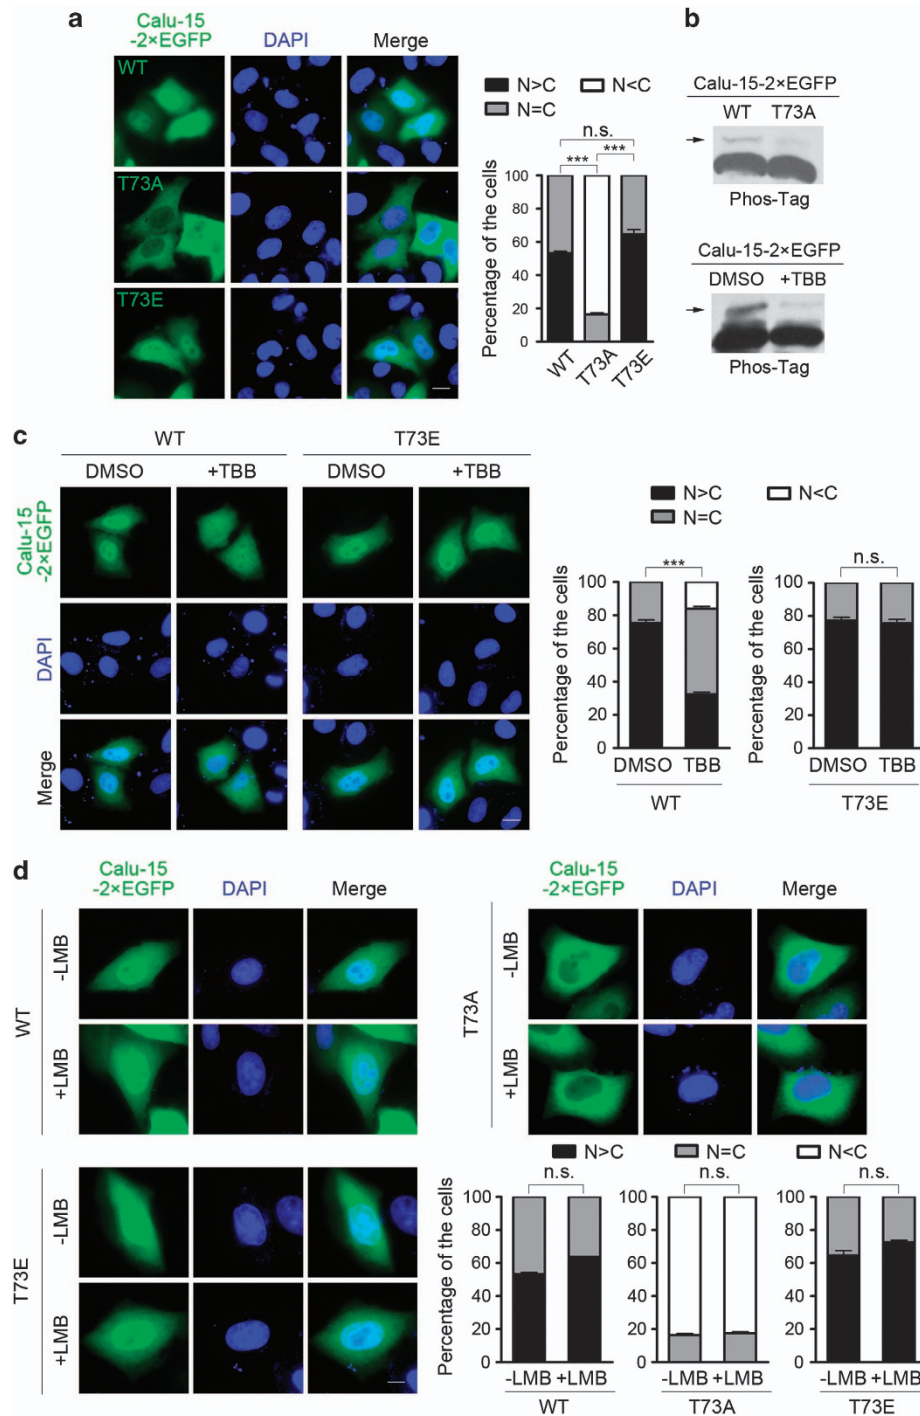 a
Calu-15
-2×EGFP
DAPI
Merge
WT
T73A
T73E
N>C
N<C
N=C
n.s.
***
***
Percentage of the cells
100
80
60
40
20
0
WT
T73A
T73E
b
Calu-15-2×EGFP
WT T73A
Phos-Tag
Calu-15-2×EGFP
DMSO +TBB
Phos-Tag
c
WT
T73E
DMSO
+TBB
DMSO
+TBB
Calu-15
-2×EGFP
DAPI
Merge
N>C
N<C
N=C
***
Percentage of the cells
100
80
60
40
20
0
DMSO TBB
WT
n.s.
Percentage of the cells
100
80
60
40
20
0
DMSO TBB
T73E
d
Calu-15
-2×EGFP
DAPI
Merge
WT
-LMB
+LMB
Calu-15
-2×EGFP
DAPI
Merge
T73A
-LMB
+LMB
T73E
-LMB
+LMB
N>C
N=C
N<C
Percentage of the cells
n.s.
100
80
60
40
20
0
-LMB +LMB
WT
n.s.
100
80
60
40
20
0
-LMB +LMB
T73A
n.s.
100
80
60
40
20
0
-LMB +LMB
T73E